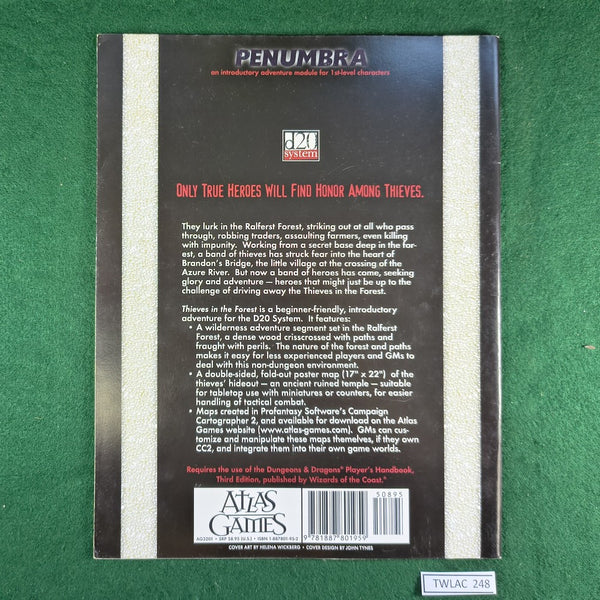 PENUMBRA
an introductory adventure module for 1st-level characters
d20
system
ONLY TRUE HEROES WILL FIND HONOR AMONG THIEVES.
They lurk in the Ralferst Forest, striking out at all who pass
through, robbing traders, assaulting farmers, even killing
with impunity. Working from a secret base deep in the for-
est, a band of thieves has struck fear into the heart of
Brandon's Bridge, the little village at the crossing of the
Azure River. But now a band of heroes has come, seeking
glory and adventure — heroes that might just be up to the
challenge of driving away the Thieves in the Forest.
Thieves in the Forest is a beginner-friendly, introductory
adventure for the D20 System. It features:
• A wilderness adventure segment set in the Ralferst
Forest, a dense wood crisscrossed with paths and
fraught with perils. The nature of the forest and paths
makes it easy for less experienced players and GMs to
deal with this non-dungeon environment.
• A double-sided, fold-out poster map (17" x 22") of the
thieves' hideout — an ancient ruined temple — suitable
for tabletop use with miniatures or counters, for easier
handling of tactical combat.
• Maps created in Profantasy Software's Campaign
Cartographer 2, and available for download on the Atlas
Games website (www.atlas-games.com). GMs can cus-
tomize and manipulate these maps themselves, if they own
CC2, and integrate them into their own game worlds.
Requires the use of the Dungeons & Dragons® Player's Handbook,
Third Edition, published by Wizards of the Coast.®
ATLAS
GAMES
AG3200 • SRP $8.95 (U.S.) • ISBN 1-887801-95-2
50895
9 781887 801959
COVER ART BY HELENA WICKBERG • COVER DESIGN BY JOHN TYNES
TWLAC 248